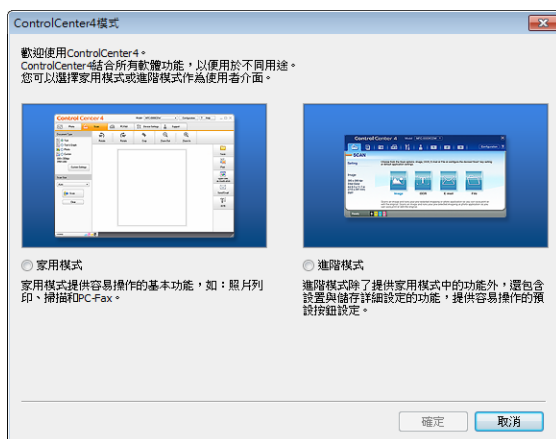 ControlCenter4模式
歡迎使用ControlCenter4。
ControlCenter4結合所有軟體功能，以便用於不同用途。
您可以選擇家用模式或進階模式作為使用者介面。
Control Center 4
Control Center 4
SCAN
家用模式
家用模式提供容易操作的基本功能，如：照片列
印、掃描和PC-Fax。
進階模式
進階模式除了提供家用模式中的功能外，還包含
設置與儲存詳細設定的功能，提供容易操作的預
設按鈕設定。
確定
取消